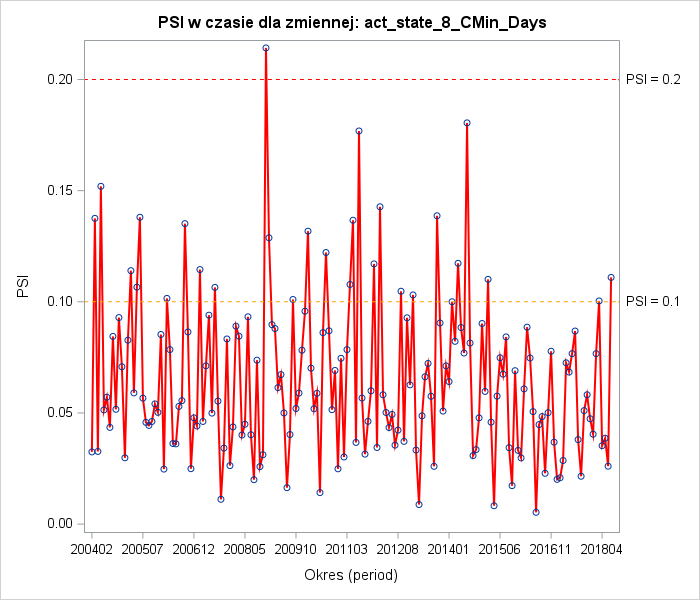 PSI w czasie dla zmiennej: act_state_8_CMin_Days
0.20
PSI = 0.2
0.15
PSI
0.10
PSI = 0.1
0.05
0.00
200402 200507 200612 200805 200910 201103 201208 201401 201506 201611 201804
Okres (period)